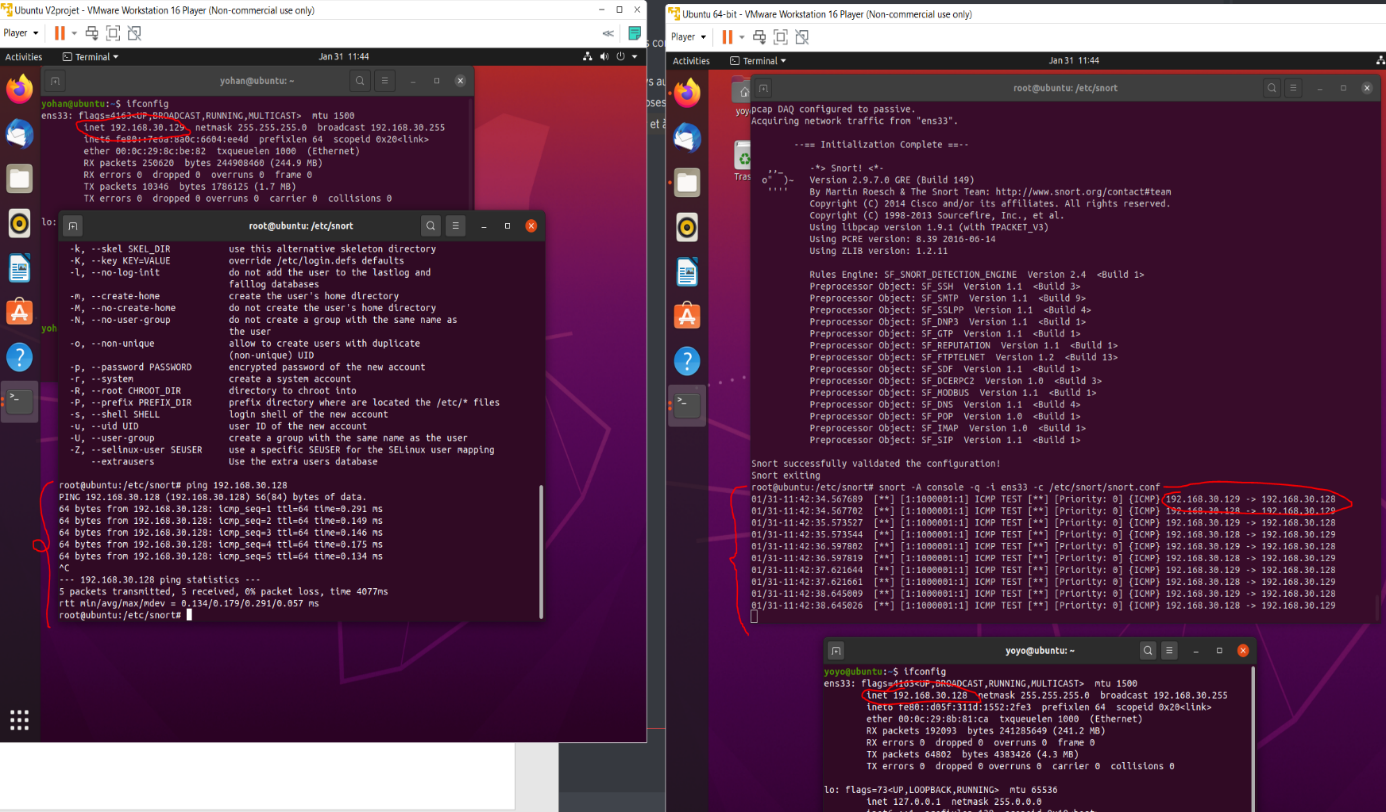 Ubuntu V2projet - VMware Workstation 16 Player (Non-commercial use only)
Player
Activities
Terminal
Jan 31 11:44
yohan@ubuntu: ~
yohan@ubuntu:~$ ifconfig
ens33: flags=4163<UP,BROADCAST,RUNNING,MULTICAST>  mtu 1500
inet 192.168.30.129  netmask 255.255.255.0  broadcast 192.168.30.255
prefixlen 64  scopeid 0x20<link>
ether 00:0c:29:8c:be:82  txqueuelen 1000  (Ethernet)
RX packets 250620  bytes 244908460 (244.9 MB)
RX errors 0  dropped 0  overruns 0  frame 0
TX packets 10346  bytes 1786125 (1.7 MB)
TX errors 0  dropped 0 overruns 0  carrier 0  collisions 0
lo:
yoh
root@ubuntu: /etc/snort
-k, --skel SKEL_DIR           use this alternative skeleton directory
-K, --key KEY=VALUE           override /etc/login.defs defaults
-l, --no-log-init             do not add the user to the lastlog and
faillog databases
-m, --create-home             create the user's home directory
-M, --no-create-home          do not create the user's home directory
-N, --no-user-group           do not create a group with the same name as
the user
-o, --non-unique              allow to create users with duplicate
(non-unique) UID
-p, --password PASSWORD       encrypted password of the new account
-r, --system                  create a system account
-R, --root CHROOT_DIR         directory to chroot into
-P, --prefix PREFIX_DIR       prefix directory where are located the /etc/* files
-s, --shell SHELL             login shell of the new account
-u, --uid UID                 user ID of the new account
-U, --user-group              create a group with the same name as the user
-Z, --selinux-user SEUSER     use a specific SEUSER for the SELinux user mapping
--extrausers              Use the extra users database
root@ubuntu:/etc/snort# ping 192.168.30.128
PING 192.168.30.128 (192.168.30.128) 56(84) bytes of data.
64 bytes from 192.168.30.128: icmp_seq=1 ttl=64 time=0.291 ms
64 bytes from 192.168.30.128: icmp_seq=2 ttl=64 time=0.149 ms
64 bytes from 192.168.30.128: icmp_seq=3 ttl=64 time=0.146 ms
64 bytes from 192.168.30.128: icmp_seq=4 ttl=64 time=0.175 ms
64 bytes from 192.168.30.128: icmp_seq=5 ttl=64 time=0.134 ms
^C
--- 192.168.30.128 ping statistics ---
5 packets transmitted, 5 received, 0% packet loss, time 4077ms
rtt min/avg/max/mdev = 0.134/0.179/0.291/0.057 ms
root@ubuntu:/etc/snort#
Ubuntu 64-bit - VMware Workstation 16 Player (Non-commercial use only)
Player
Activities
Terminal
Jan 31 11:44
yoy
Tras
root@ubuntu: /etc/snort
pcap DAQ configured to passive.
Acquiring network traffic from "ens33".
--== Initialization Complete ==--
,,_     -*> Snort! <*-
o"  )~   Version 2.9.7.0 GRE (Build 149)
''''    By Martin Roesch & The Snort Team: http://www.snort.org/contact#team
Copyright (C) 2014 Cisco and/or its affiliates. All rights reserved.
Copyright (C) 1998-2013 Sourcefire, Inc., et al.
Using libpcap version 1.9.1 (with TPACKET_V3)
Using PCRE version: 8.39 2016-06-14
Using ZLIB version: 1.2.11
Rules Engine: SF_SNORT_DETECTION_ENGINE  Version 2.4  <Build 1>
Preprocessor Object: SF_SSH  Version 1.1  <Build 3>
Preprocessor Object: SF_SMTP  Version 1.1  <Build 9>
Preprocessor Object: SF_SSLPP  Version 1.1  <Build 4>
Preprocessor Object: SF_DNP3  Version 1.1  <Build 1>
Preprocessor Object: SF_GTP  Version 1.1  <Build 1>
Preprocessor Object: SF_REPUTATION  Version 1.1  <Build 1>
Preprocessor Object: SF_FTPTELNET  Version 1.2  <Build 13>
Preprocessor Object: SF_SDF  Version 1.1  <Build 1>
Preprocessor Object: SF_DCERPC2  Version 1.0  <Build 3>
Preprocessor Object: SF_MODBUS  Version 1.1  <Build 1>
Preprocessor Object: SF_DNS  Version 1.1  <Build 4>
Preprocessor Object: SF_POP  Version 1.0  <Build 1>
Preprocessor Object: SF_IMAP  Version 1.0  <Build 1>
Preprocessor Object: SF_SIP  Version 1.1  <Build 1>
Snort successfully validated the configuration!
Snort exiting
root@ubuntu:/etc/snort# snort -A console -q -i ens33 -c /etc/snort/snort.conf
01/31-11:42:34.567689  [**] [1:1000001:1] ICMP TEST [**] [Priority: 0] {ICMP} 192.168.30.129 -> 192.168.30.128
01/31-11:42:34.567702  [**] [1:1000001:1] ICMP TEST [**] [Priority: 0] {ICMP} 192.168.30.128 -> 192.168.30.129
01/31-11:42:35.573527  [**] [1:1000001:1] ICMP TEST [**] [Priority: 0] {ICMP} 192.168.30.129 -> 192.168.30.128
01/31-11:42:35.573544  [**] [1:1000001:1] ICMP TEST [**] [Priority: 0] {ICMP} 192.168.30.128 -> 192.168.30.129
01/31-11:42:36.597802  [**] [1:1000001:1] ICMP TEST [**] [Priority: 0] {ICMP} 192.168.30.129 -> 192.168.30.128
01/31-11:42:36.597819  [**] [1:1000001:1] ICMP TEST [**] [Priority: 0] {ICMP} 192.168.30.128 -> 192.168.30.129
01/31-11:42:37.621644  [**] [1:1000001:1] ICMP TEST [**] [Priority: 0] {ICMP} 192.168.30.129 -> 192.168.30.128
01/31-11:42:37.621661  [**] [1:1000001:1] ICMP TEST [**] [Priority: 0] {ICMP} 192.168.30.128 -> 192.168.30.129
01/31-11:42:38.645009  [**] [1:1000001:1] ICMP TEST [**] [Priority: 0] {ICMP} 192.168.30.129 -> 192.168.30.128
01/31-11:42:38.645026  [**] [1:1000001:1] ICMP TEST [**] [Priority: 0] {ICMP} 192.168.30.128 -> 192.168.30.129
yoyo@ubuntu: ~
yoyo@ubuntu:~$ ifconfig
ens33: flags=4163<UP,BROADCAST,RUNNING,MULTICAST>  mtu 1500
inet 192.168.30.128  netmask 255.255.255.0  broadcast 192.168.30.255
inet6 fe80::d05f:311d:1552:2fe3  prefixlen 64  scopeid 0x20<link>
ether 00:0c:29:8b:81:ca  txqueuelen 1000  (Ethernet)
RX packets 192093  bytes 241285649 (241.2 MB)
RX errors 0  dropped 0  overruns 0  frame 0
TX packets 64802  bytes 4383426 (4.3 MB)
TX errors 0  dropped 0 overruns 0  carrier 0  collisions 0
lo: flags=73<UP,LOOPBACK,RUNNING>  mtu 65536
inet 127.0.0.1  netmask 255.0.0.0